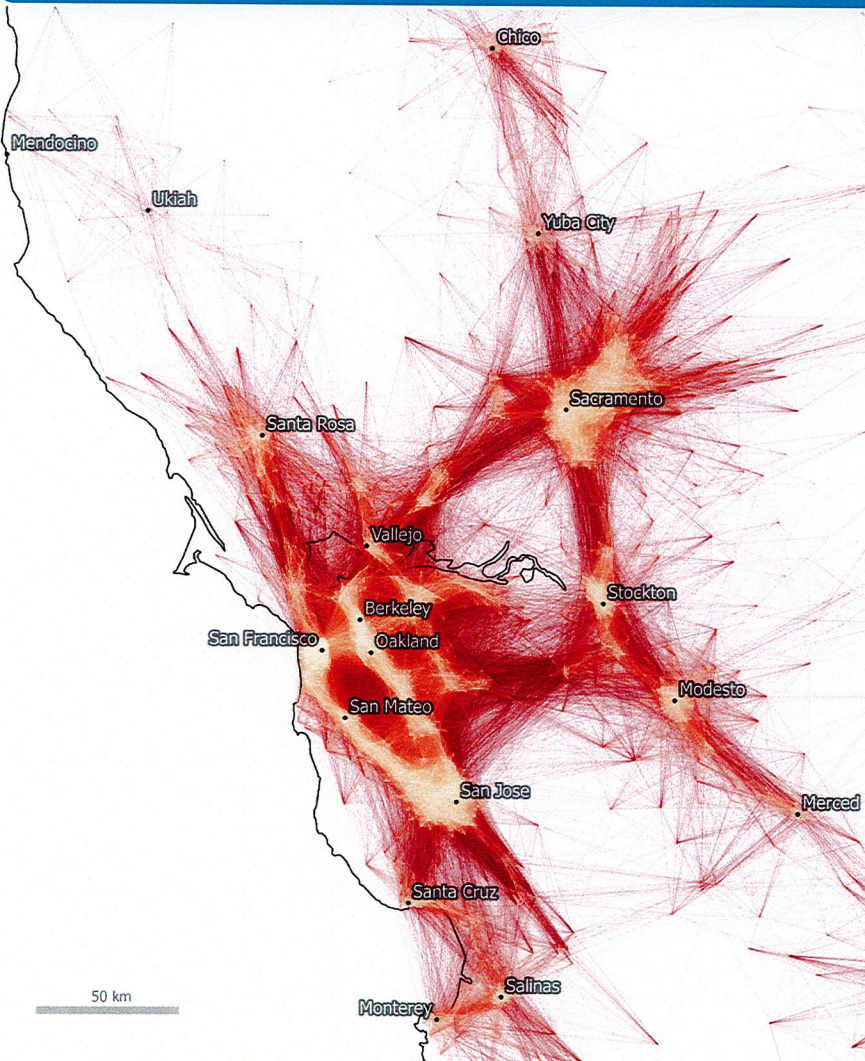 Chico
Mendocino
Ukiah
Yuba City
Sacramento
Santa Rosa
Vallejo
Stockton
Berkeley
San Francisco
Oakland
Modesto
San Mateo
San Jose
Merced
Santa Cruz
Salinas
50 km
Monterey